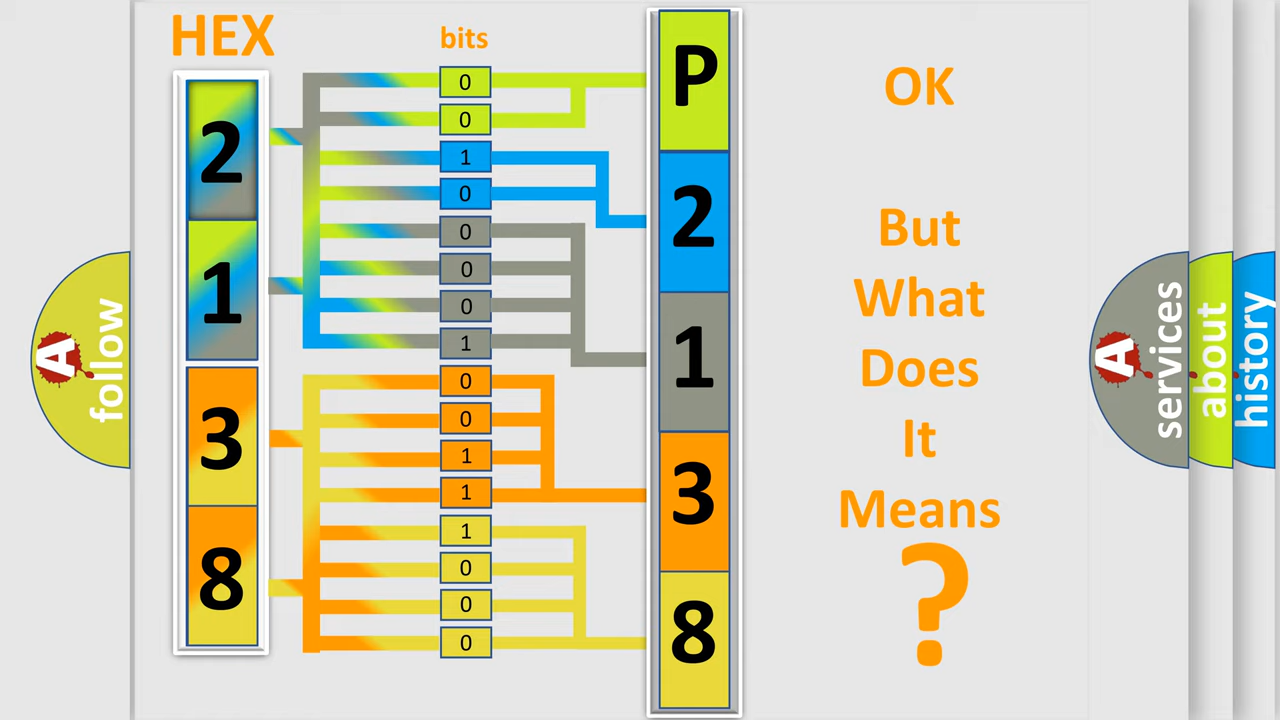 HEX
bits
2
1
3
8
0
0
1
0
0
0
0
1
0
0
1
1
1
0
0
0
P
2
1
3
8
OK
But
What
Does
It
Means
?
A
follow
A
services
about
history